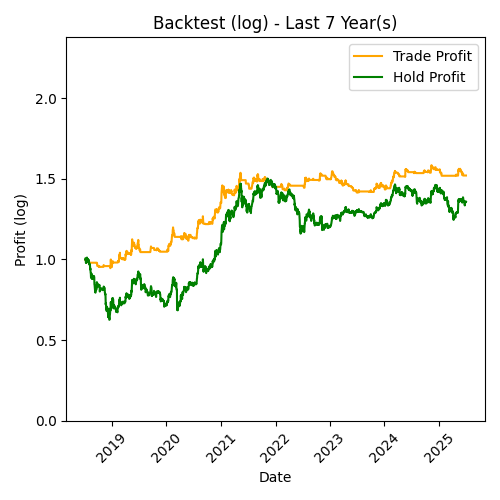 Backtest (log) - Last 7 Year(s)
Trade Profit
Hold Profit
Profit (log)
2.0
1.5
1.0
0.5
0.0
2019
2020
2021
2022
2023
2024
2025
Date